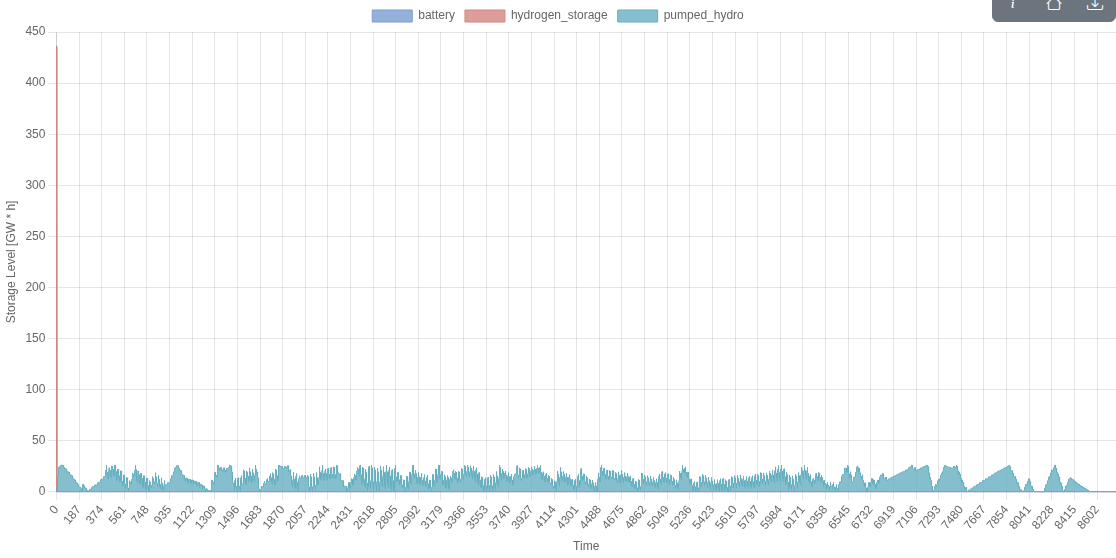 battery hydrogen_storage pumped_hydro
i
450
400
350
300
250
200
150
100
50
0
Storage Level [GW * h]
0 187 374 561 748 935 1122 1309 1496 1683 1870 2057 2244 2431 2618 2805 2992 3179 3366 3553 3740 3927 4114 4301 4488 4675 4862 5049 5236 5423 5610 5797 5984 6171 6358 6545 6732 6919 7106 7293 7480 7667 7854 8041 8228 8415 8602
Time